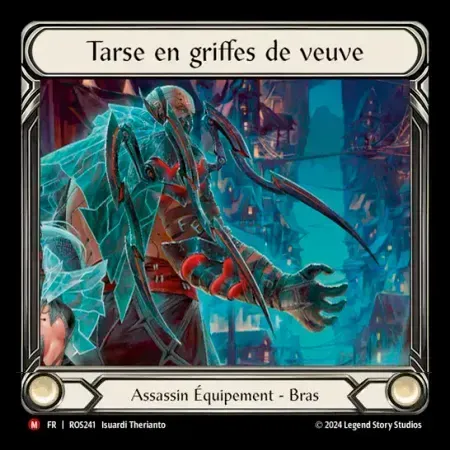 Tarse en griffes de veuve
Assassin Équipement - Bras
M FR | ROS241 Isuardi Therianto © 2024 Legend Story Studios